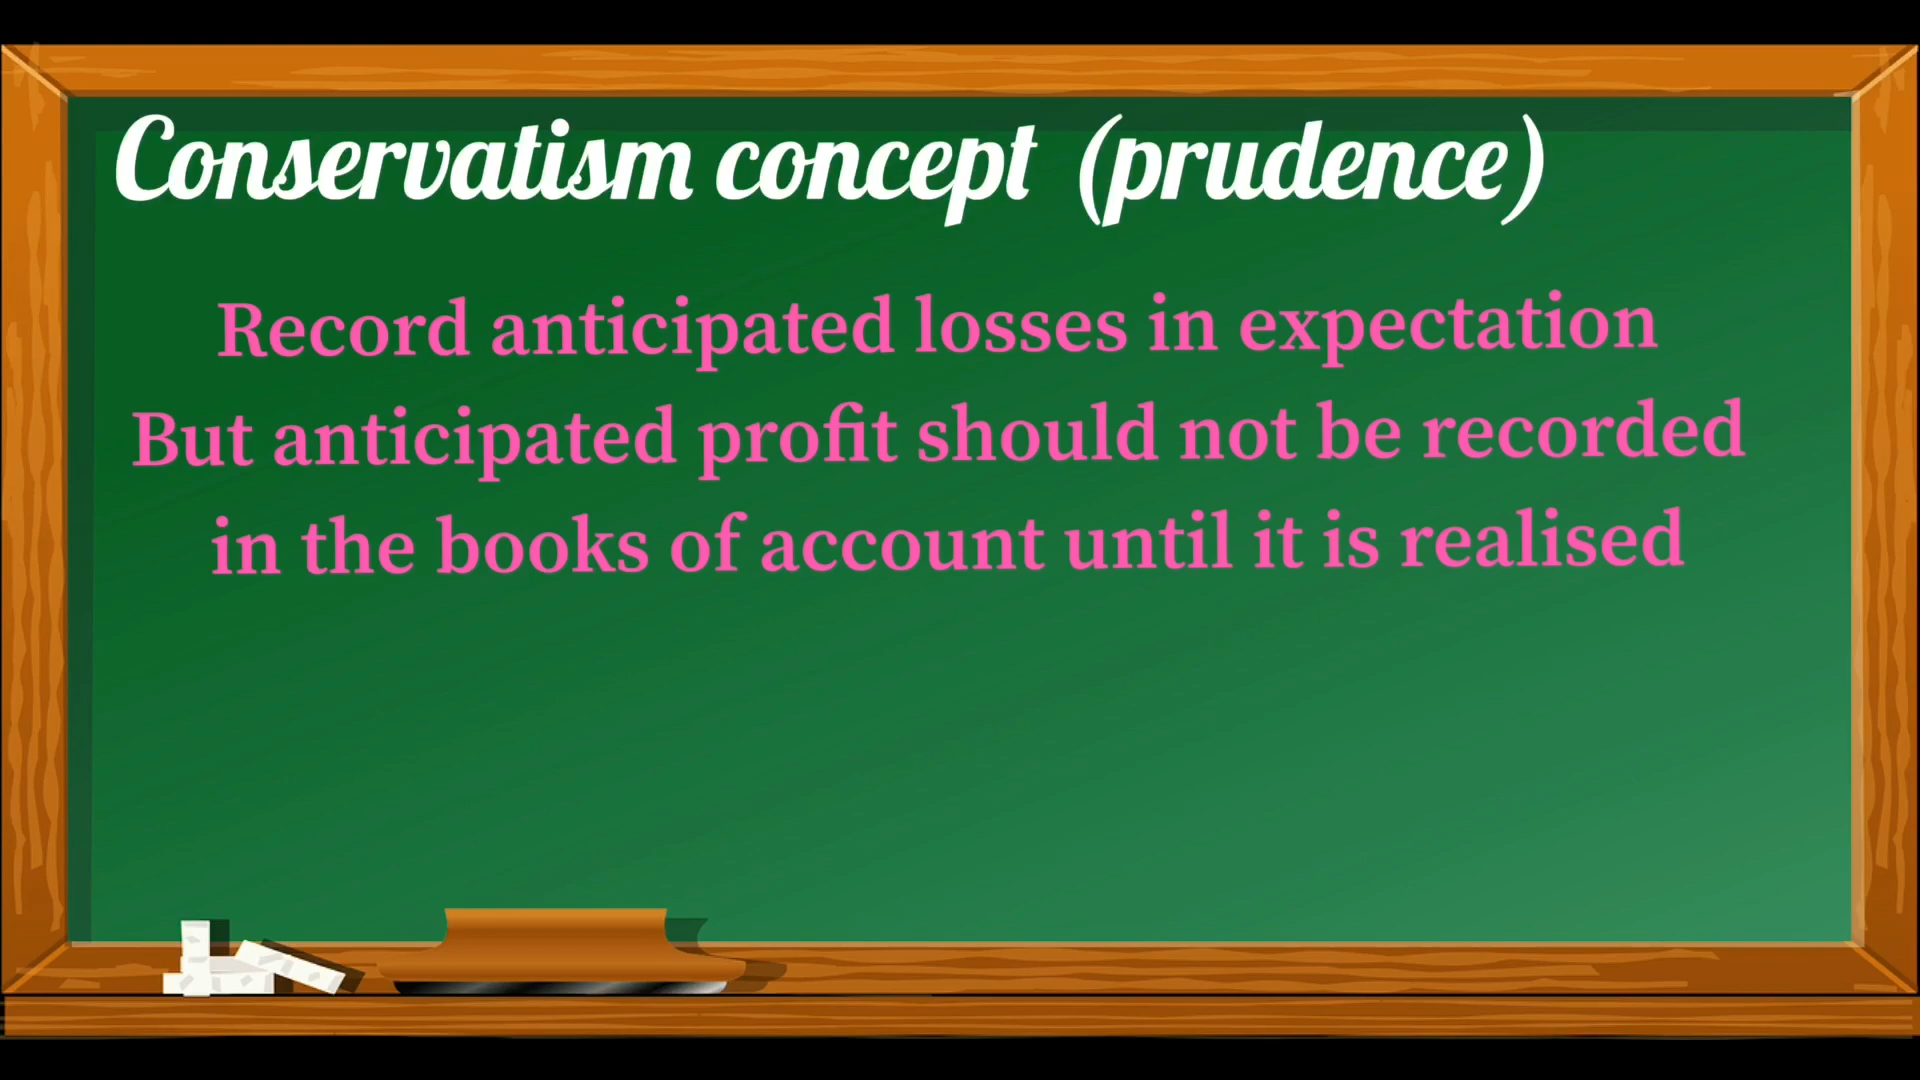 Conservatism concept (prudence)
Record anticipated losses in expectation
But anticipated profit should not be recorded
in the books of account until it is realised